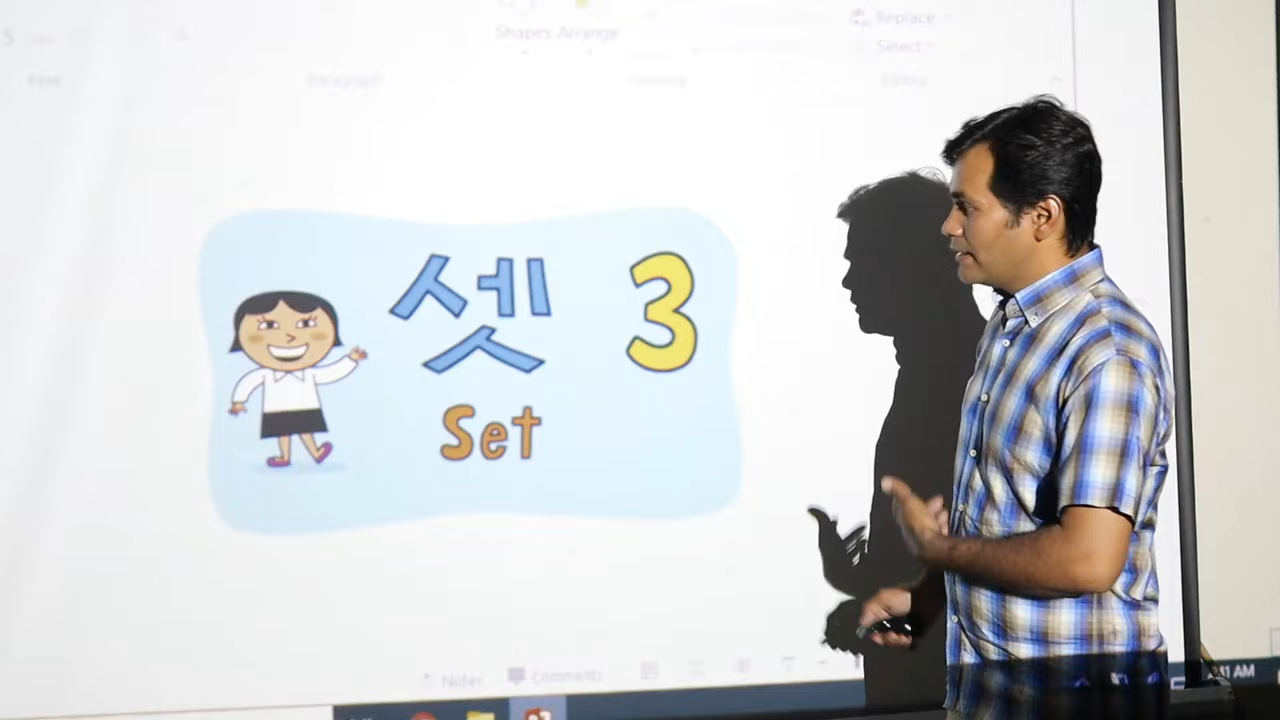 Replace
Shapes Arrange
Select
셋 3
Set
Notes Comments